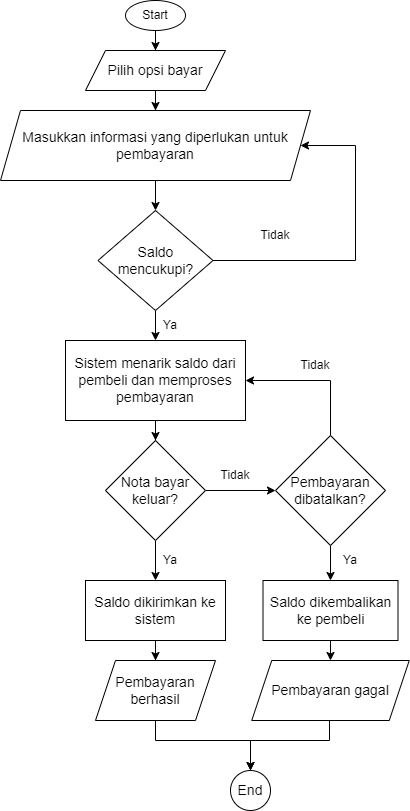 Start
Pilih opsi bayar
Masukkan informasi yang diperlukan untuk
pembayaran
Tidak
Saldo
mencukupi?
Ya
Sistem menarik saldo dari
pembeli dan memproses
pembayaran
Tidak
Nota bayar
keluar?
Tidak
Pembayaran
dibatalkan?
Ya
Ya
Saldo dikirimkan ke
sistem
Saldo dikembalikan
ke pembeli
Pembayaran
berhasil
Pembayaran gagal
End